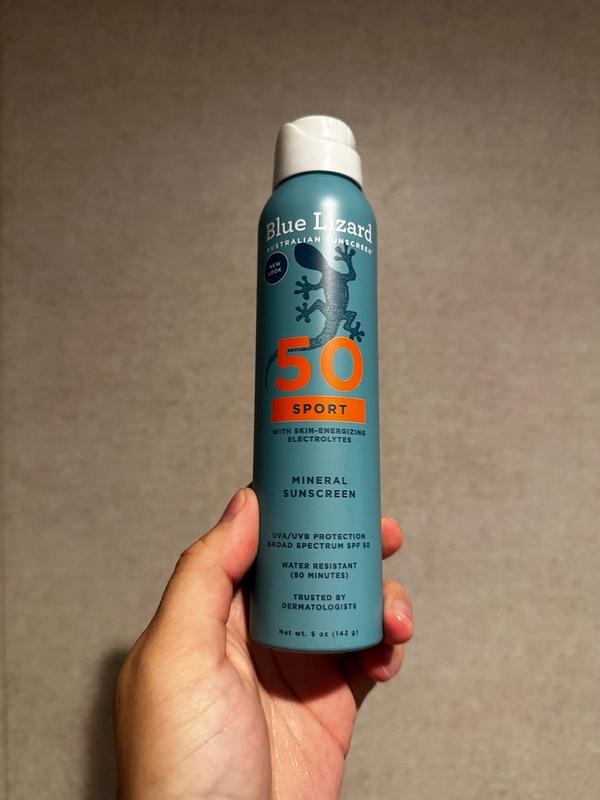 Blue Lizard
AUSTRALIAN SUNSCREEN
NEW
LOOK
50
SPORT
WITH SKIN-ENERGIZING
ELECTROLYTES
MINERAL
SUNSCREEN
UVA/UVB PROTECTION
BROAD SPECTRUM SPF 50
WATER RESISTANT
(80 MINUTES)
TRUSTED BY
DERMATOLOGISTS
Net wt. 5 oz (142 g)